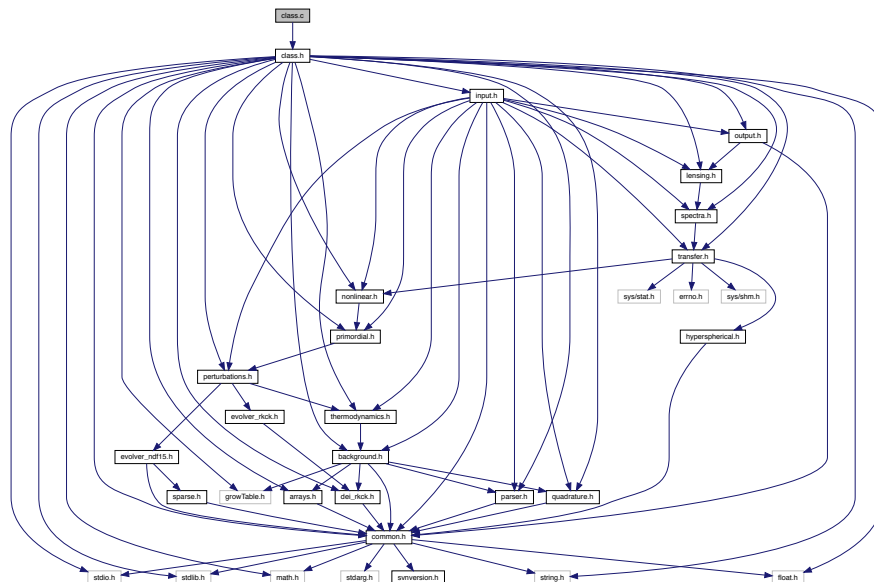 class.c
class.h
input.h
output.h
lensing.h
spectra.h
transfer.h
nonlinear.h
sys/stat.h
errno.h
sys/shm.h
primordial.h
hyperspherical.h
perturbations.h
evolver_rkck.h
thermodynamics.h
evolver_ndf15.h
background.h
sparse.h
growTable.h
arrays.h
dei_rkck.h
parser.h
quadrature.h
common.h
stdio.h
stdlib.h
math.h
stdarg.h
svnversion.h
string.h
float.h